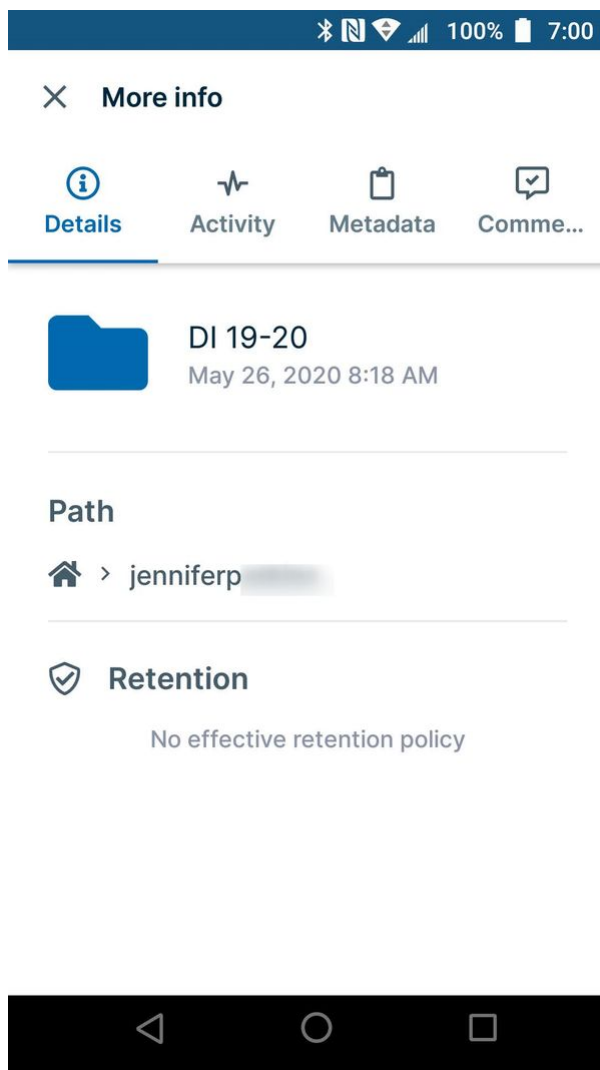 100% 7:00
More info
Details Activity Metadata Comme...
DI 19-20
May 26, 2020 8:18 AM
Path
> jenniferp
Retention
No effective retention policy